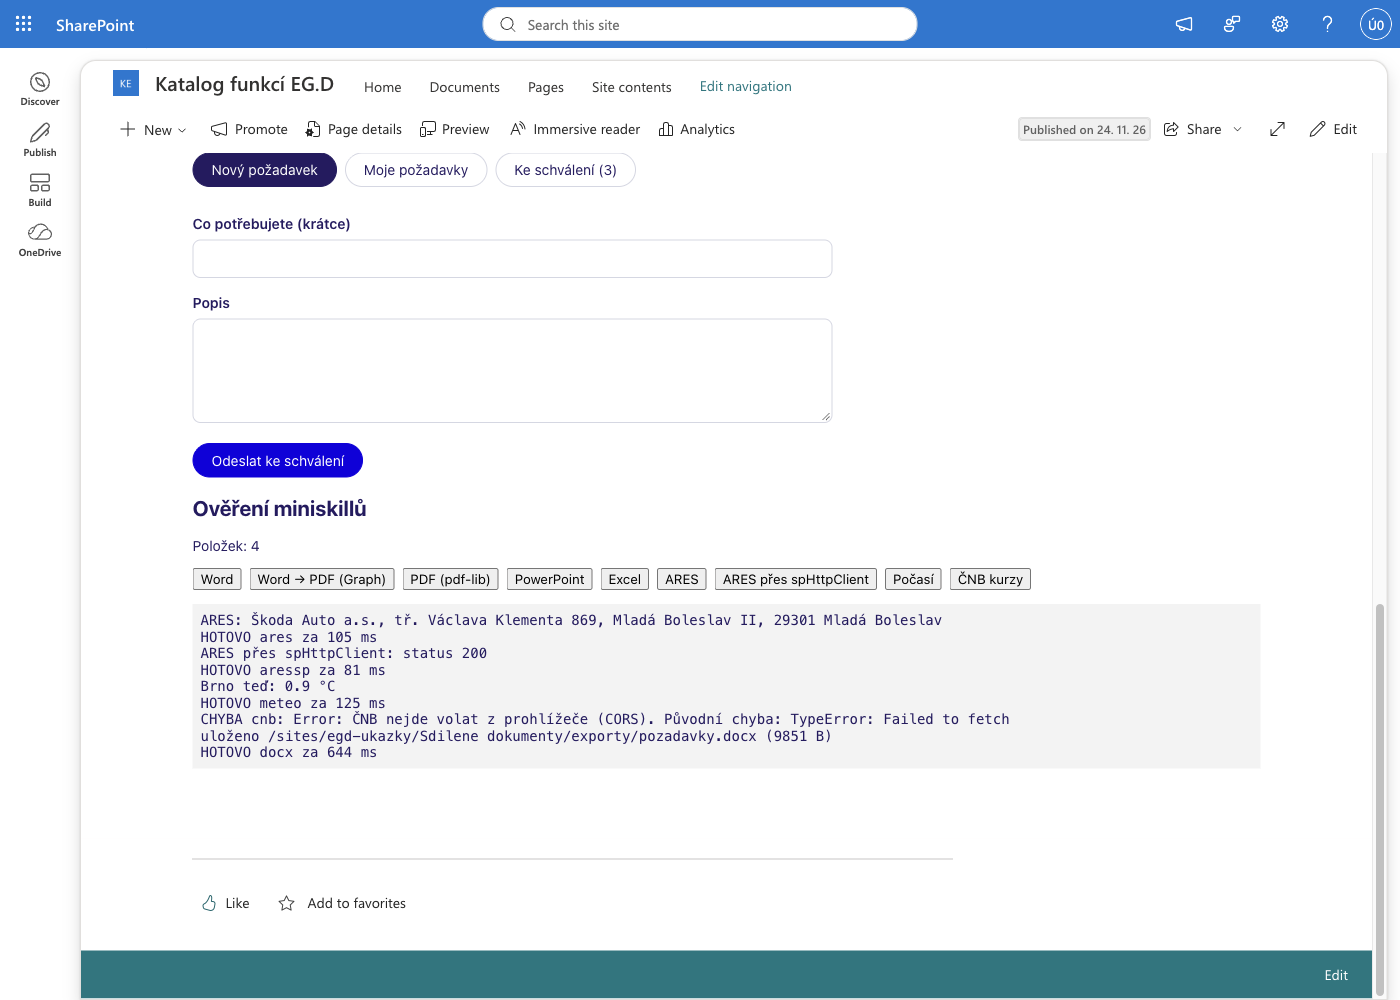 SharePoint
Search this site
Ú0
Discover
Publish
Build
OneDrive
KE
Katalog funkcí EG.D
Home
Documents
Pages
Site contents
Edit navigation
New
Promote
Page details
Preview
Immersive reader
Analytics
Published on 24. 11. 26
Share
Edit
Nový požadavek
Moje požadavky
Ke schválení (3)
Co potřebujete (krátce)
Popis
Odeslat ke schválení
Ověření miniskillů
Položek: 4
Word
Word → PDF (Graph)
PDF (pdf-lib)
PowerPoint
Excel
ARES
ARES přes spHttpClient
Počasí
ČNB kurzy
ARES: Škoda Auto a.s., tř. Václava Klementa 869, Mladá Boleslav II, 29301 Mladá Boleslav
HOTOVO ares za 105 ms
ARES přes spHttpClient: status 200
HOTOVO aressp za 81 ms
Brno teď: 0.9 °C
HOTOVO meteo za 125 ms
CHYBA cnb: Error: ČNB nejde volat z prohlížeče (CORS). Původní chyba: TypeError: Failed to fetch
uloženo /sites/egd-ukazky/Sdilene dokumenty/exporty/pozadavky.docx (9851 B)
HOTOVO docx za 644 ms
Like
Add to favorites
Edit